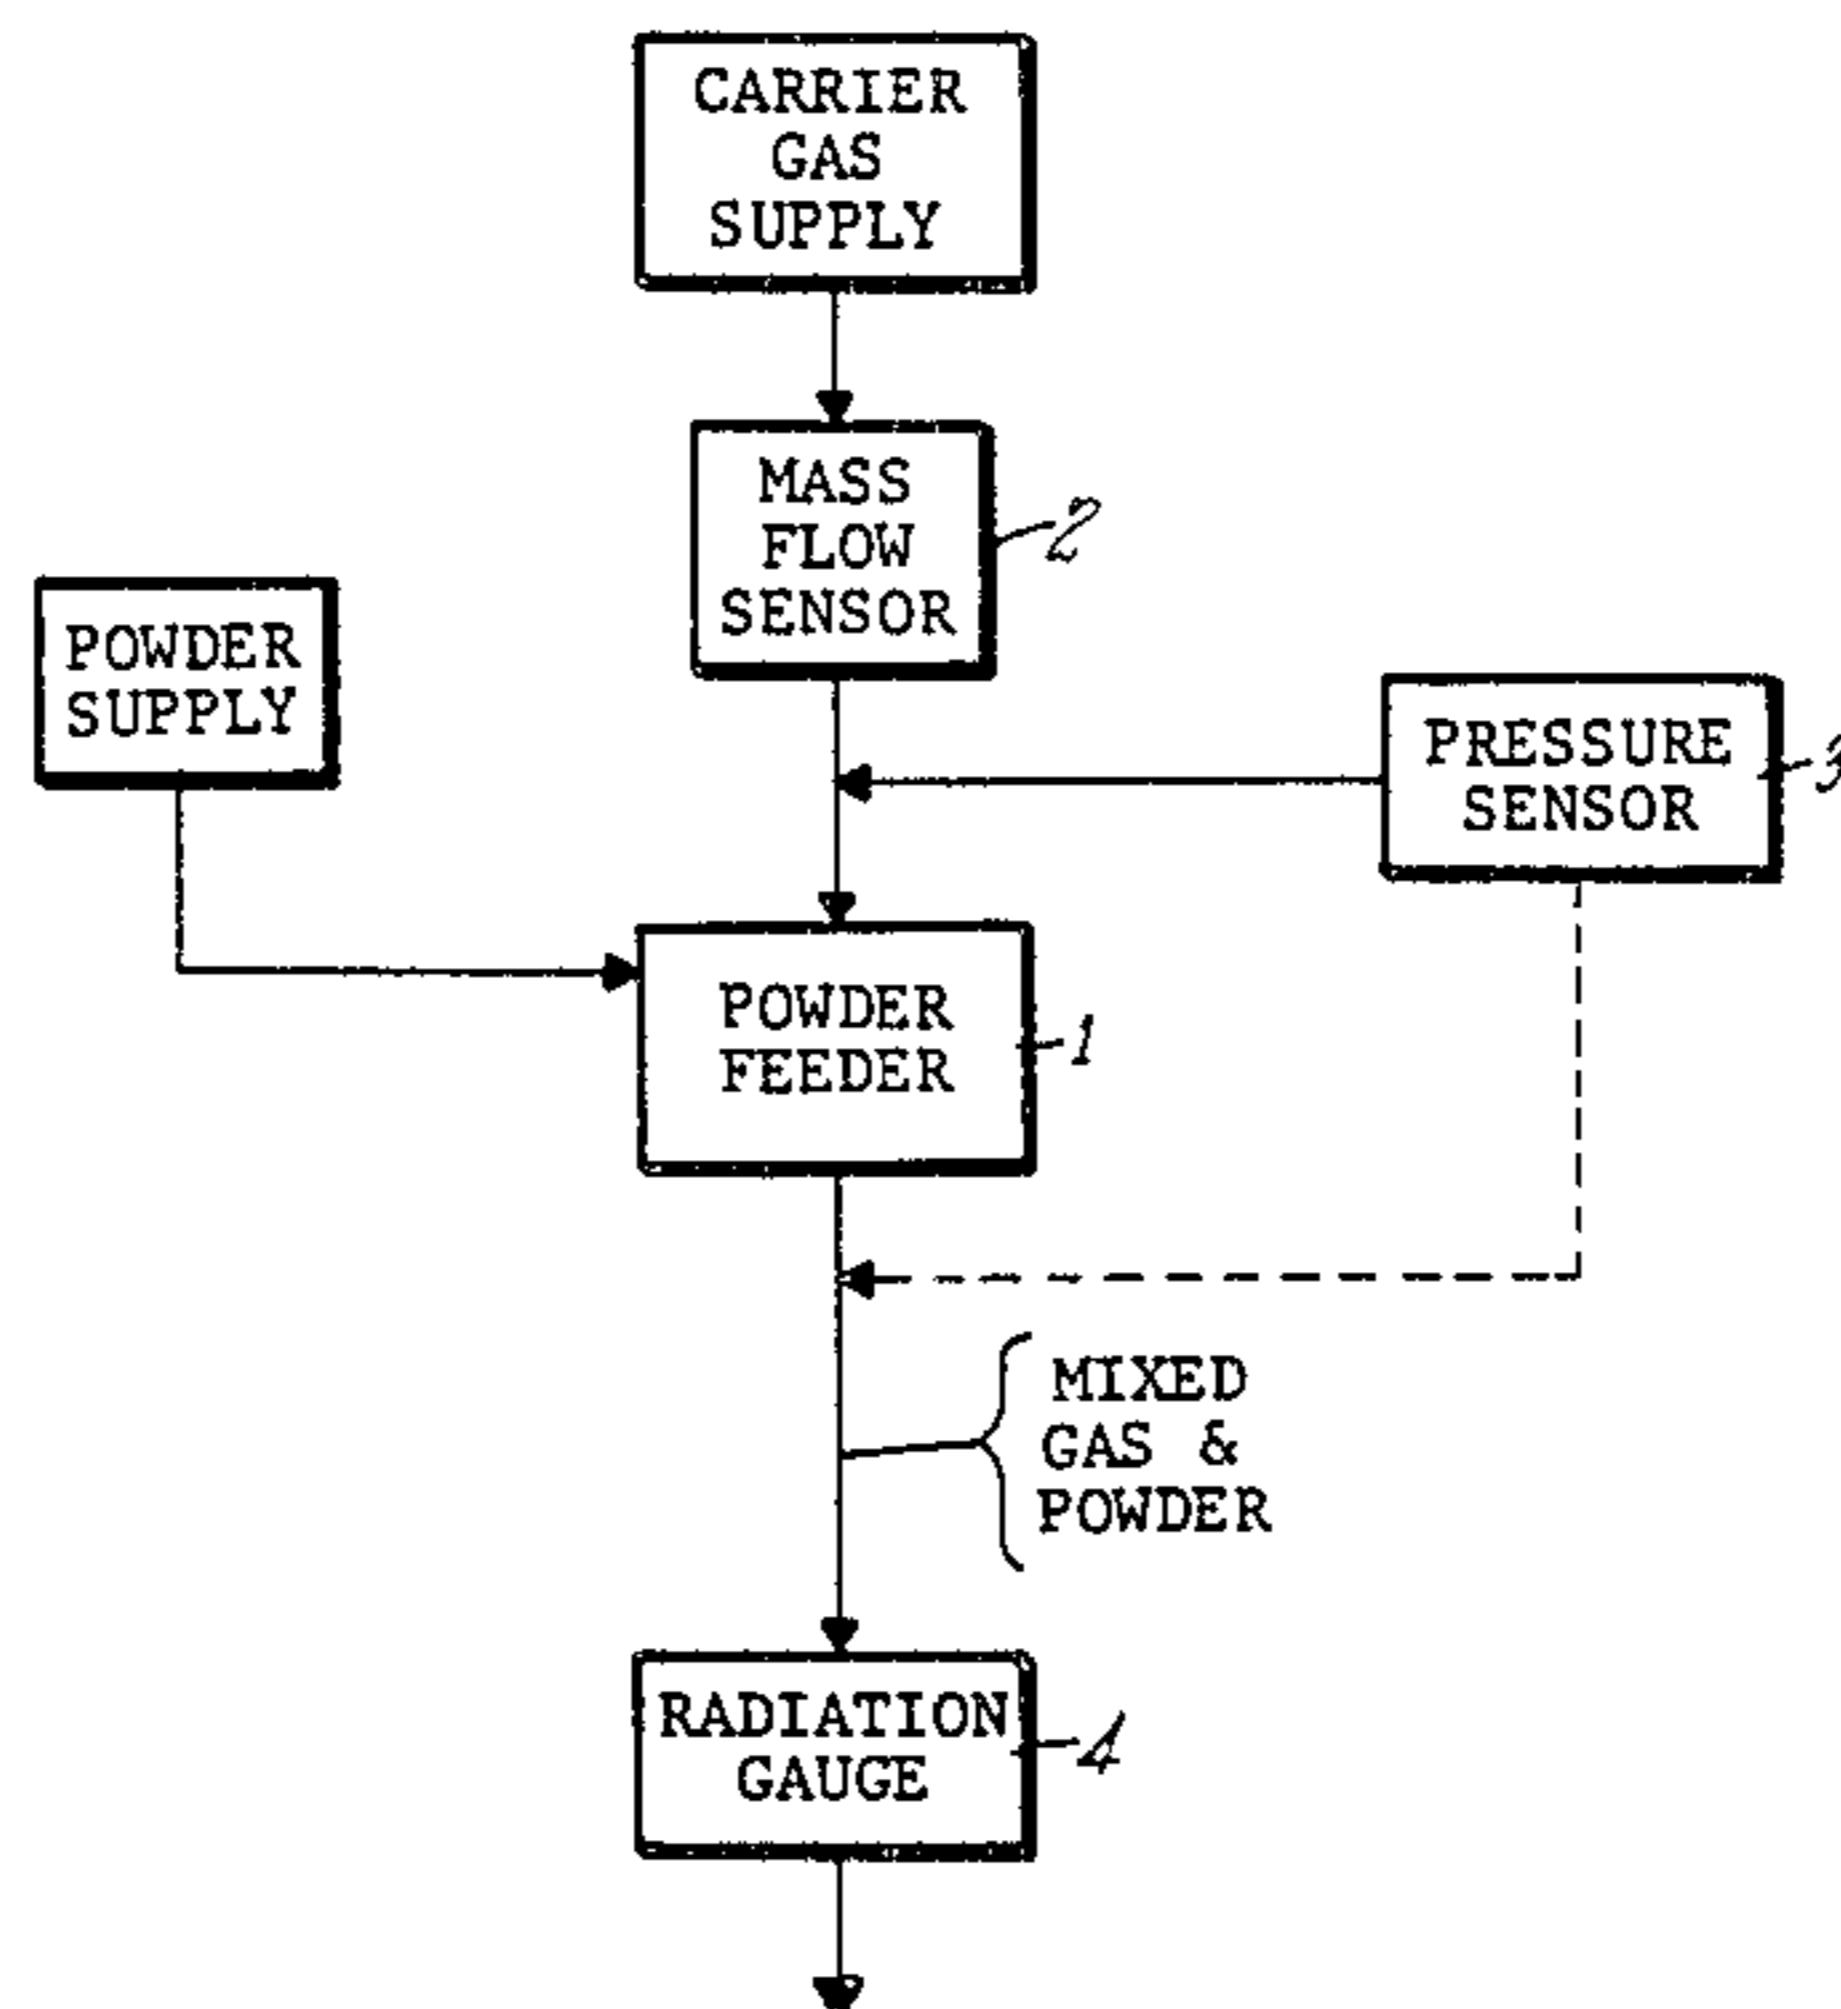 CARRIER
GAS
SUPPLY
MASS
FLOW
SENSOR
2
POWDER
SUPPLY
PRESSURE
SENSOR
3
POWDER
FEEDER
1
MIXED
GAS &
POWDER
RADIATION
GAUGE
4